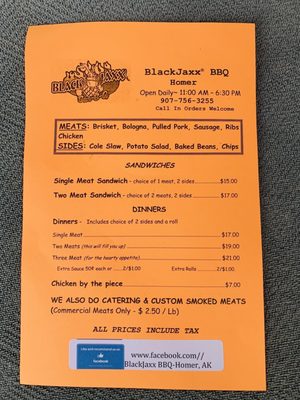 BLACKJAXX
BlackJaxx® BBQ
Homer
Open Daily~ 11:00 AM - 6:30 PM
907-756-3255
Call In Orders Welcome
MEATS: Brisket, Bologna, Pulled Pork, Sausage, Ribs
Chicken
SIDES: Cole Slaw, Potato Salad, Baked Beans, Chips
SANDWICHES
Single Meat Sandwich - choice of 1 meat, 2 sides.....$15.00
Two Meat Sandwich - choice of 2 meats, 2 sides.....$17.00
DINNERS
Dinners - Includes choice of 2 sides and a roll
Single Meat.....$17.00
Two Meats (this will fill you up).....$19.00
Three Meat (for the hearty appetite).....$21.00
Extra Sauce 50¢ each or ......2/$1.00 Extra Rolls .....2/$1.00
Chicken by the piece.....$7.00
WE ALSO DO CATERING & CUSTOM SMOKED MEATS
(Commercial Meats Only - $ 2.50 / Lb)
ALL PRICES INCLUDE TAX
facebook
www.facebook.com//
BlackJaxx BBQ-Homer, AK